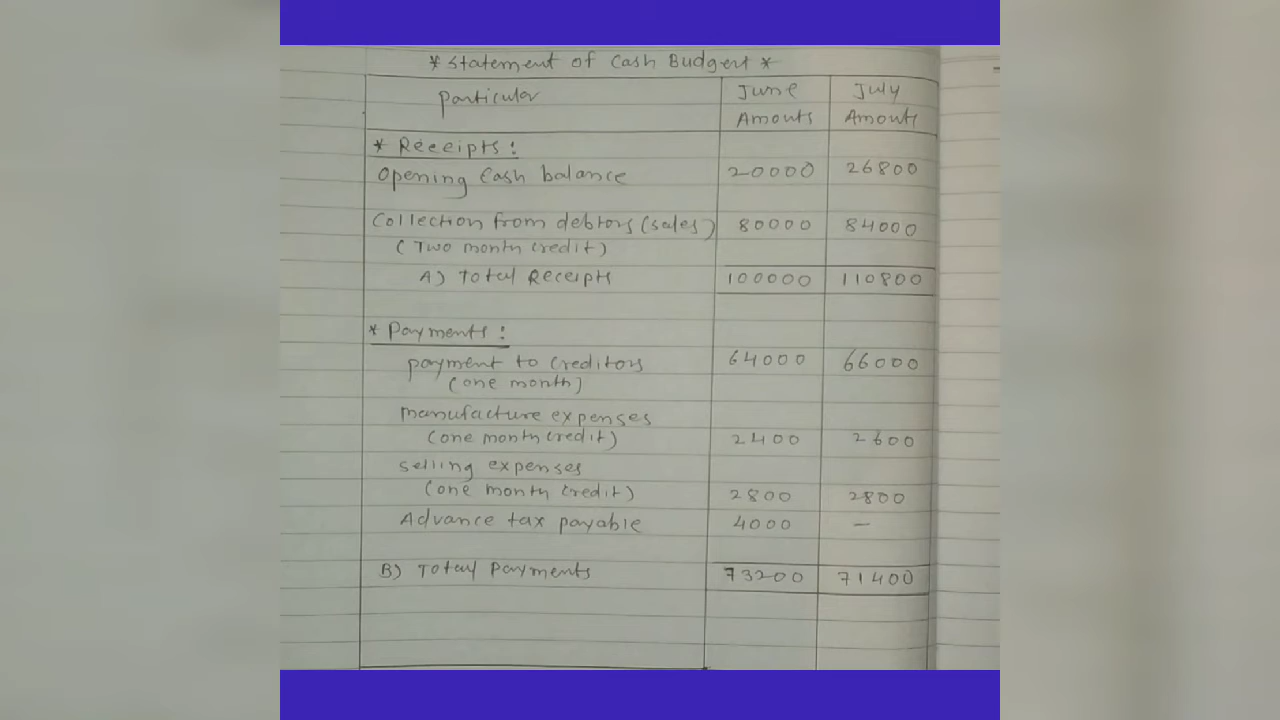 * Statement of Cash Budgert *
Particular June July
Amounts Amounts
* Receipts :
Opening Cash balance 20000 26800
Collection from debtors (sales) 80000 84000
(Two month credit)
A) Total Receipts 100000 110800
* Payments :
payment to creditors 64000 66000
(one month)
manufacture expenses
(one month credit) 2400 2600
selling expenses
(one month credit) 2800 2800
Advance tax payable 4000 —
B) Total payments 73200 71400